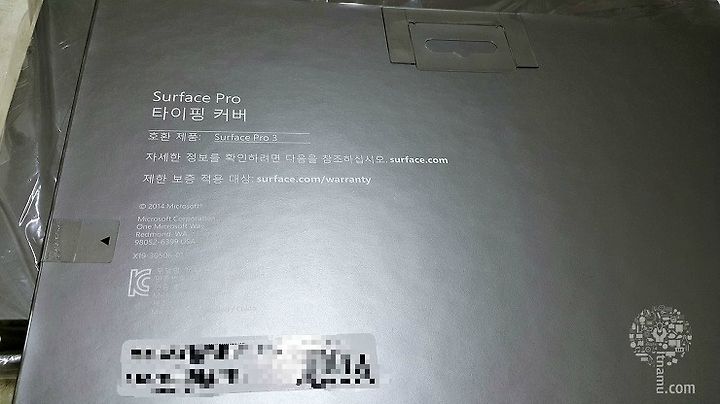 Surface Pro
타이핑 커버
호환 제품: Surface Pro 3
자세한 정보를 확인하려면 다음을 참조하십시오. surface.com
제한 보증 적용 대상: surface.com/warranty
© 2014 Microsoft
Microsoft Corporation
One Microsoft Way
Redmond, WA
98052-6399 USA
itnamu.com